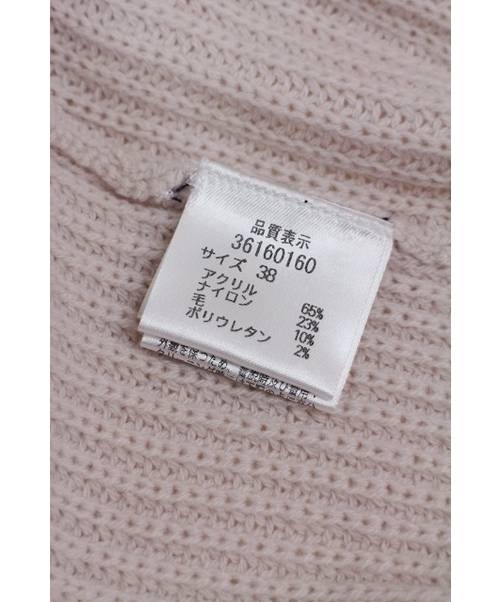 品質表示
36160160
サイズ 38
アクリル 65%
ナイロン 23%
毛 10%
ポリウレタン 2%